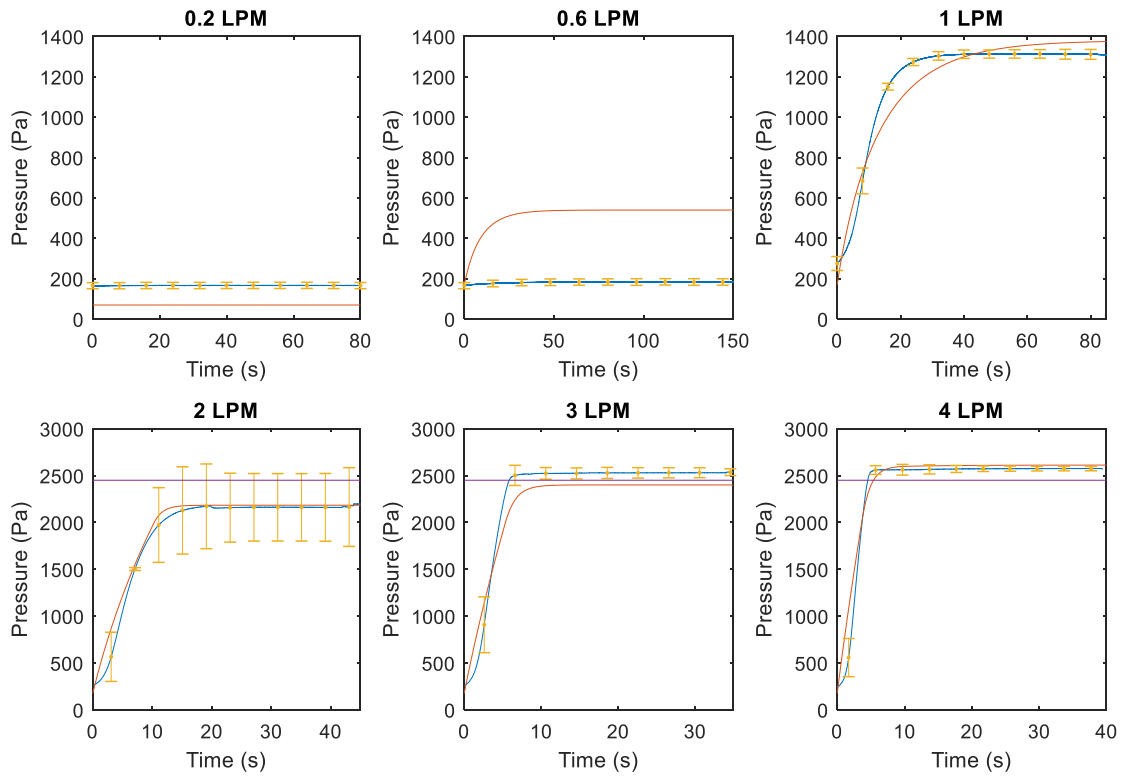 0.2 LPM
1400
1200
1000
800
600
400
200
0
Pressure (Pa)
0 20 40 60 80
Time (s)
0.6 LPM
1400
1200
1000
800
600
400
200
0
Pressure (Pa)
0 50 100 150
Time (s)
1 LPM
1400
1200
1000
800
600
400
200
0
Pressure (Pa)
0 20 40 60 80
Time (s)
2 LPM
3000
2500
2000
1500
1000
500
0
Pressure (Pa)
0 10 20 30 40
Time (s)
3 LPM
3000
2500
2000
1500
1000
500
0
Pressure (Pa)
0 10 20 30
Time (s)
4 LPM
3000
2500
2000
1500
1000
500
0
Pressure (Pa)
0 10 20 30 40
Time (s)